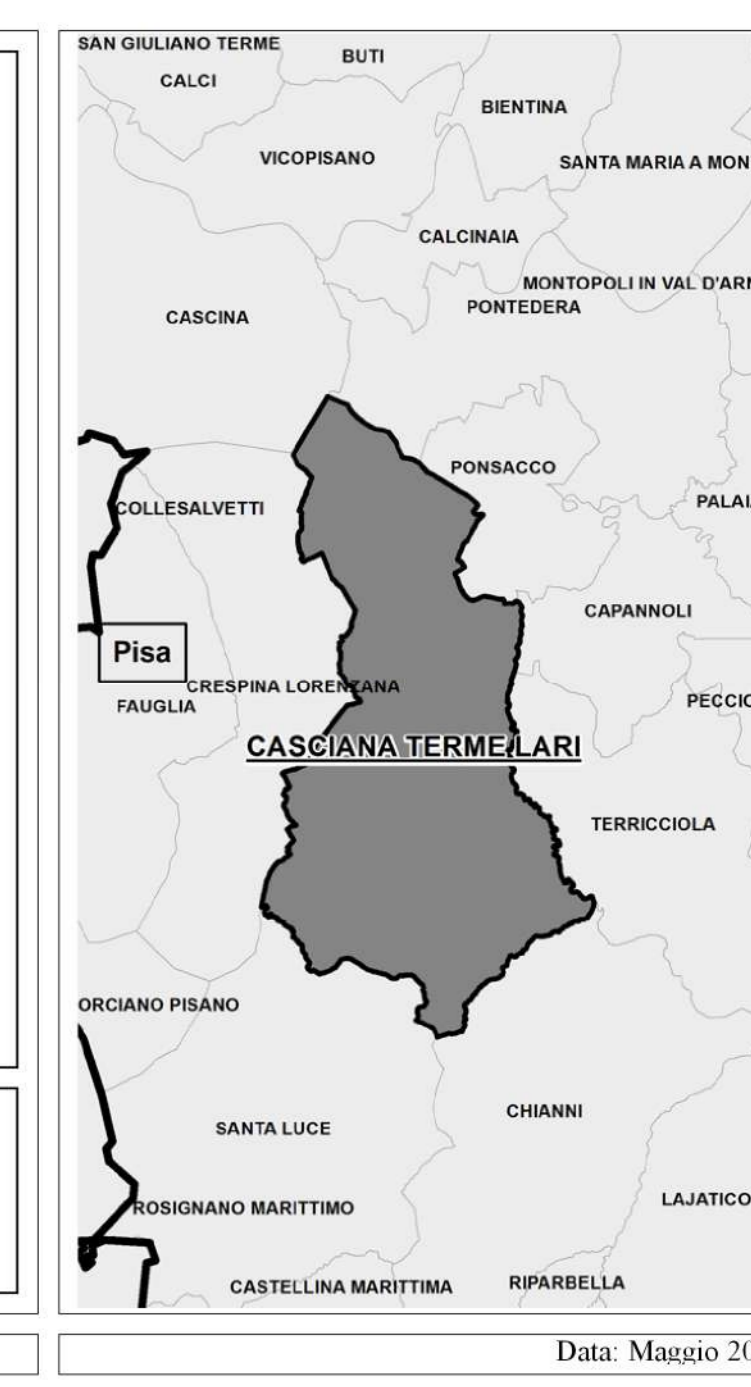 SAN GIULIANO TERME
BUTI
CALCI
BIENTINA
VICOPISANO
SANTA MARIA A MON
CALCINAIA
MONTOPOLI IN VAL D'ARN
PONTEDERA
CASCINA
PONSACCO
PALAIA
COLLESALVETTI
CAPANNOLI
Pisa
CRESPINA LORENZANA
PECCIO
FAUGLIA
CASCIANA TERME LARI
TERRICCIOLA
ORCIANO PISANO
CHIANNI
SANTA LUCE
LAJATICO
ROSIGNANO MARITTIMO
RIPARBELLA
CASTELLINA MARITTIMA
Data: Maggio 20